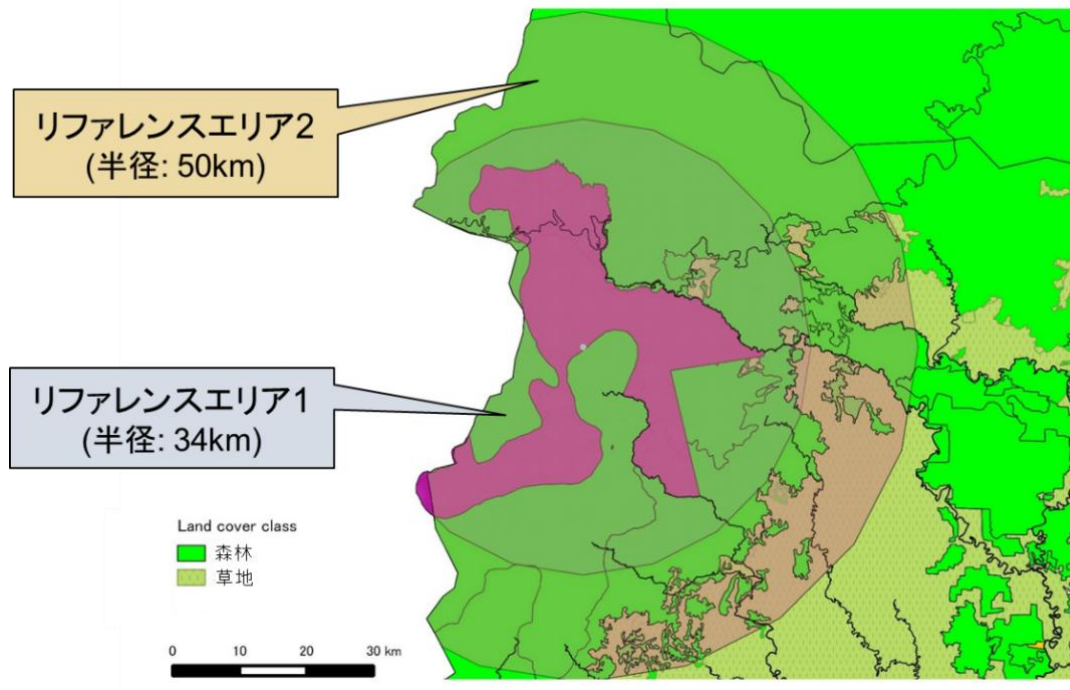 リファレンスエリア2
(半径: 50km)
リファレンスエリア1
(半径: 34km)
Land cover class
森林
草地
0 10 20 30 km